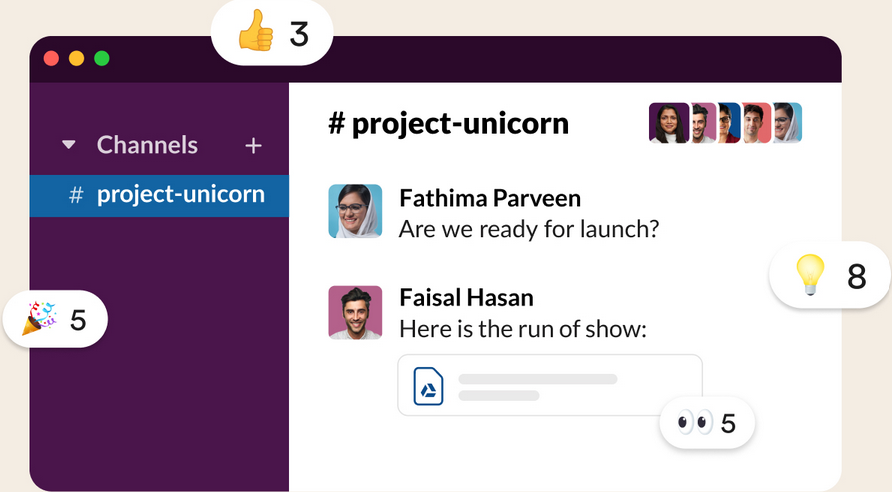 👍 3
Channels +
# project-unicorn
# project-unicorn
Fathima Parveen
Are we ready for launch?
Faisal Hasan
Here is the run of show:
💡 8
🎉 5
👀 5